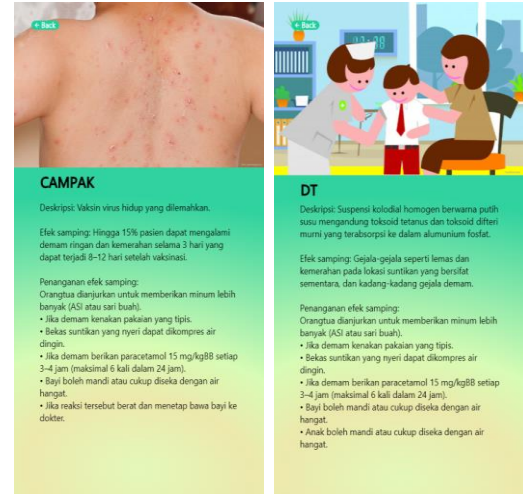 ← Back
CAMPAK
Deskripsi: Vaksin virus hidup yang dilemahkan.
Efek samping: Hingga 15% pasien dapat mengalami
demam ringan dan kemerahan selama 3 hari yang
dapat terjadi 8–12 hari setelah vaksinasi.
Penanganan efek samping:
Orangtua dianjurkan untuk memberikan minum lebih
banyak (ASI atau sari buah).
• Jika demam kenakan pakaian yang tipis.
• Bekas suntikan yang nyeri dapat dikompres air
dingin.
• Jika demam berikan paracetamol 15 mg/kgBB setiap
3–4 jam (maksimal 6 kali dalam 24 jam).
• Bayi boleh mandi atau cukup diseka dengan air
hangat.
• Jika reaksi tersebut berat dan menetap bawa bayi ke
dokter.
← Back
DT
Deskripsi: Suspensi kolodial homogen berwarna putih
susu mengandung toksoid tetanus dan toksoid difteri
murni yang terabsorpsi ke dalam alumunium fosfat.
Efek samping: Gejala-gejala seperti lemas dan
kemerahan pada lokasi suntikan yang bersifat
sementara, dan kadang-kadang gejala demam.
Penanganan efek samping:
Orangtua dianjurkan untuk memberikan minum lebih
banyak (ASI atau sari buah).
• Jika demam kenakan pakaian yang tipis.
• Bekas suntikan yang nyeri dapat dikompres air
dingin.
• Jika demam berikan paracetamol 15 mg/kgBB setiap
3–4 jam (maksimal 6 kali dalam 24 jam).
• Bayi boleh mandi atau cukup diseka dengan air
hangat.
• Anak boleh mandi atau cukup diseka dengan air
hangat.